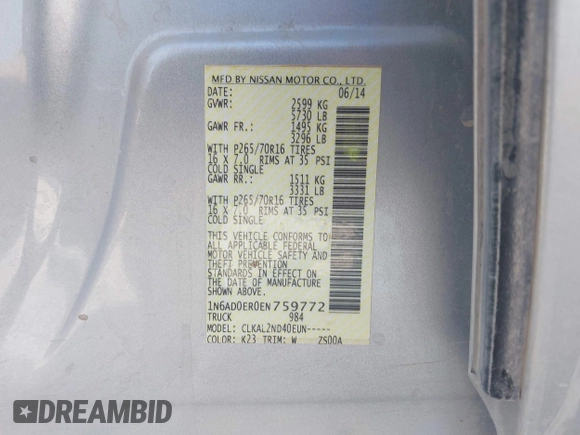 MFD BY NISSAN MOTOR CO., LTD.
DATE: 06/14
GVWR: 2599 KG
5730 LB
GAWR FR.: 1495 KG
3296 LB
WITH P265/70R16 TIRES
16 X 7.0 RIMS AT 35 PSI
COLD SINGLE
GAWR RR.: 1511 KG
3331 LB
WITH P265/70R16 TIRES
16 X 7.0 RIMS AT 35 PSI
COLD SINGLE
THIS VEHICLE CONFORMS TO
ALL APPLICABLE FEDERAL
MOTOR VEHICLE SAFETY AND
THEFT PREVENTION
STANDARDS IN EFFECT ON
THE DATE OF MANUFACTURE
SHOWN ABOVE.
1N6AD0ER0EN759772
TRUCK 984
MODEL: CLKAL2ND40EUN-----
COLOR: K23 TRIM: W ZS00A
DREAMBID